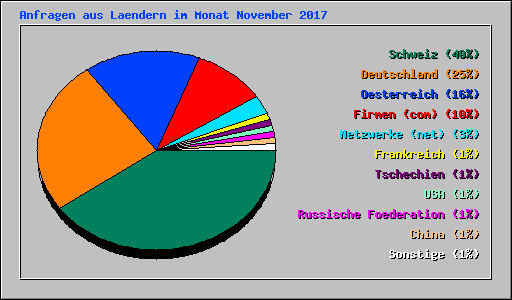 Anfragen aus Laendern im Monat November 2017
Schweiz (40%)
Deutschland (25%)
Oesterreich (16%)
Firmen (com) (10%)
Netzwerke (net) (3%)
Frankreich (1%)
Tschechien (1%)
USA (1%)
Russische Foederation (1%)
China (1%)
Sonstige (1%)